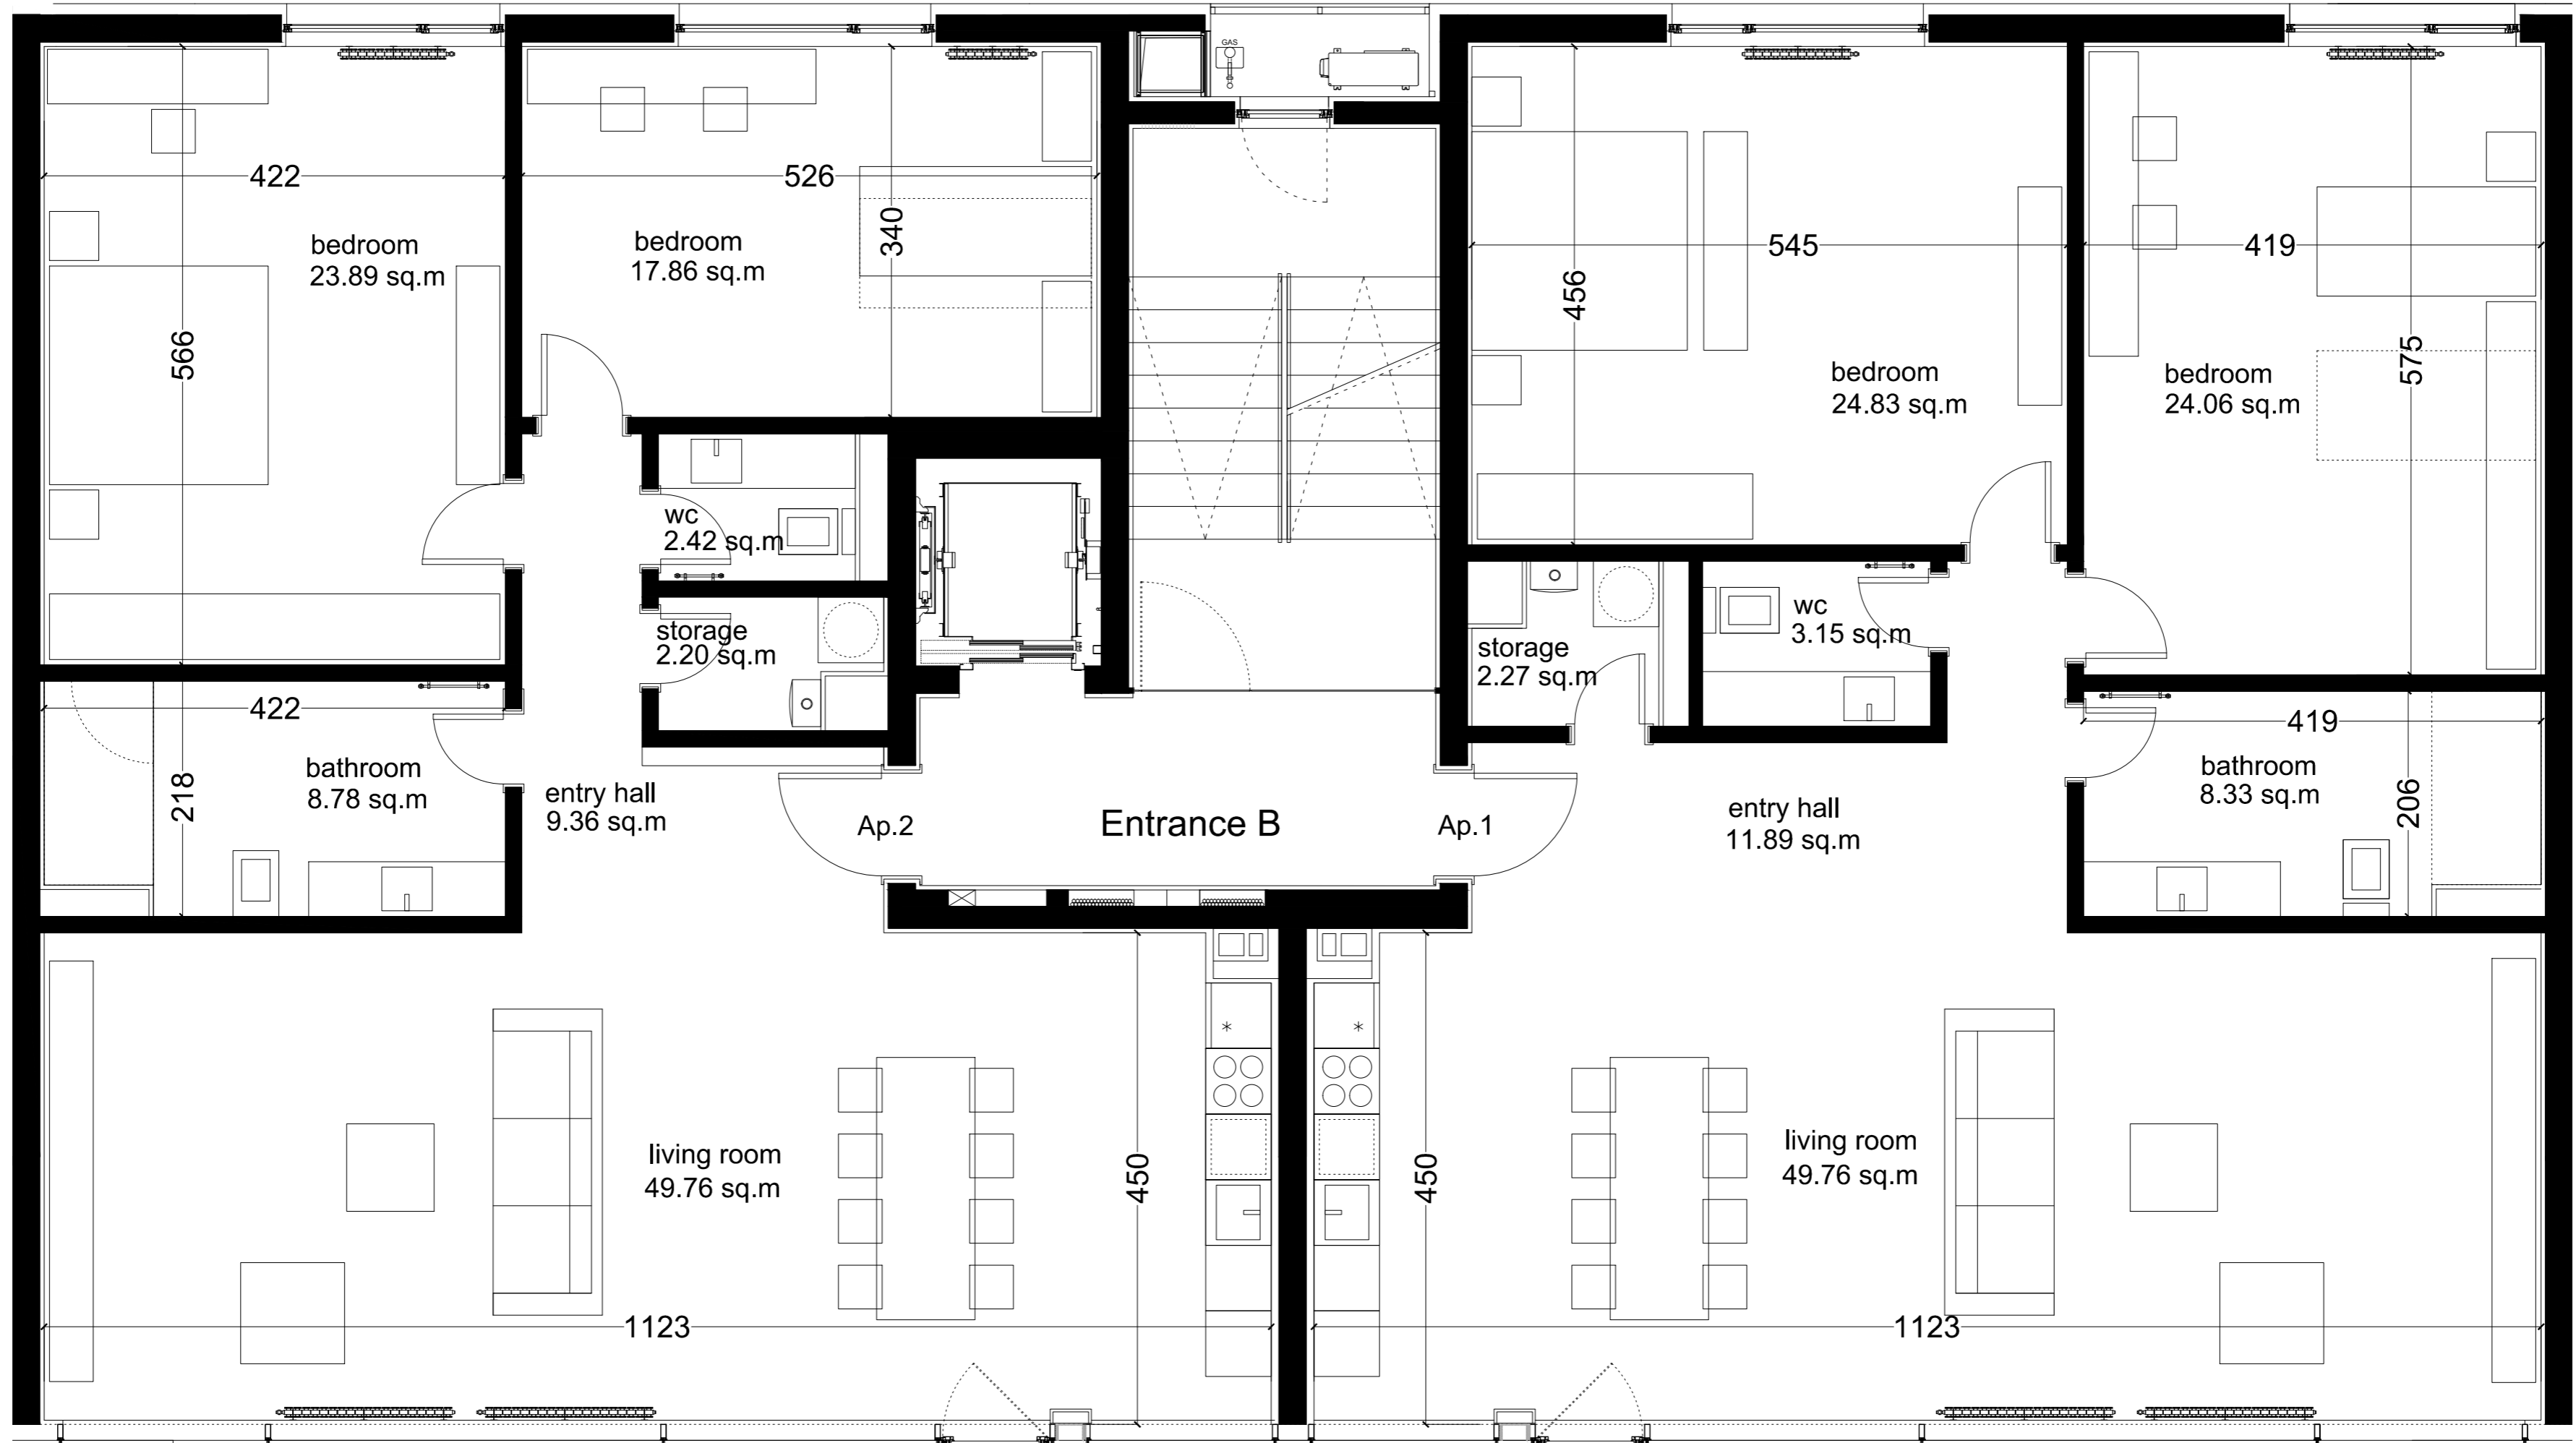 GAS
422
526
340
545
419
456
566
575
bedroom
23.89 sq.m
bedroom
17.86 sq.m
bedroom
24.83 sq.m
bedroom
24.06 sq.m
wc
2.42 sq.m
storage
2.20 sq.m
storage
2.27 sq.m
wc
3.15 sq.m
422
218
bathroom
8.78 sq.m
entry hall
9.36 sq.m
Ap.2
Entrance B
Ap.1
entry hall
11.89 sq.m
419
206
bathroom
8.33 sq.m
living room
49.76 sq.m
450
1123
450
living room
49.76 sq.m
1123